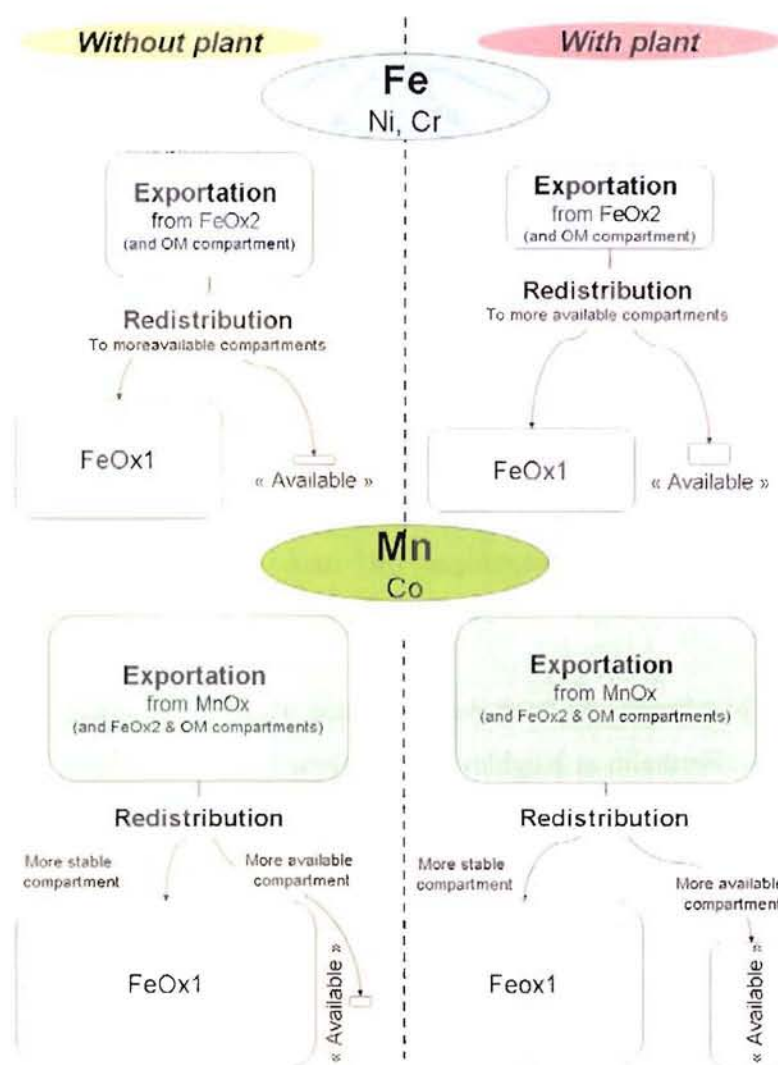 Without plant
With plant
Fe
Ni, Cr
Exportation
from FeOx2
(and OM compartment)
Redistribution
To moreavailable compartments
FeOx1
« Available »
Exportation
from FeOx2
(and OM compartment)
Redistribution
To more available compartments
FeOx1
« Available »
Mn
Co
Exportation
from MnOx
(and FeOx2 & OM compartments)
Redistribution
More stable
compartment
More available
compartment
FeOx1
« Available »
Exportation
from MnOx
(and FeOx2 & OM compartments)
Redistribution
More stable
compartment
More available
compartment
Feox1
« Available »